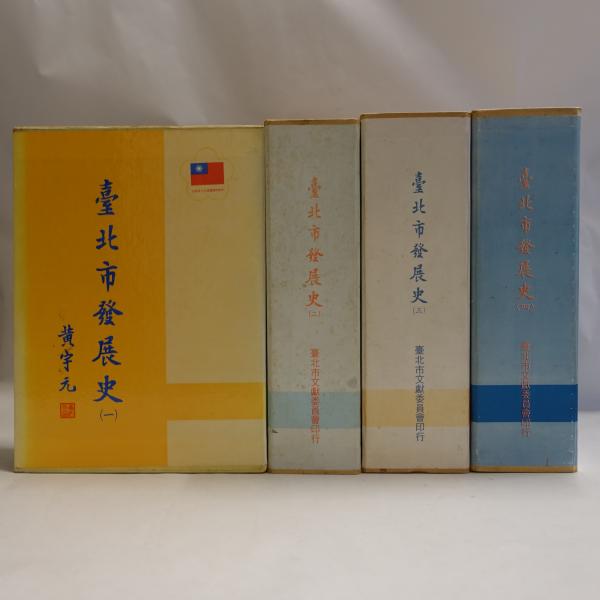 臺北市發展史(一)
黃宇元
臺北市發展史(二)
臺北市文獻委員會印行
臺北市發展史(三)
臺北市文獻委員會印行
臺北市發展史(四)
臺北市文獻委員會印行